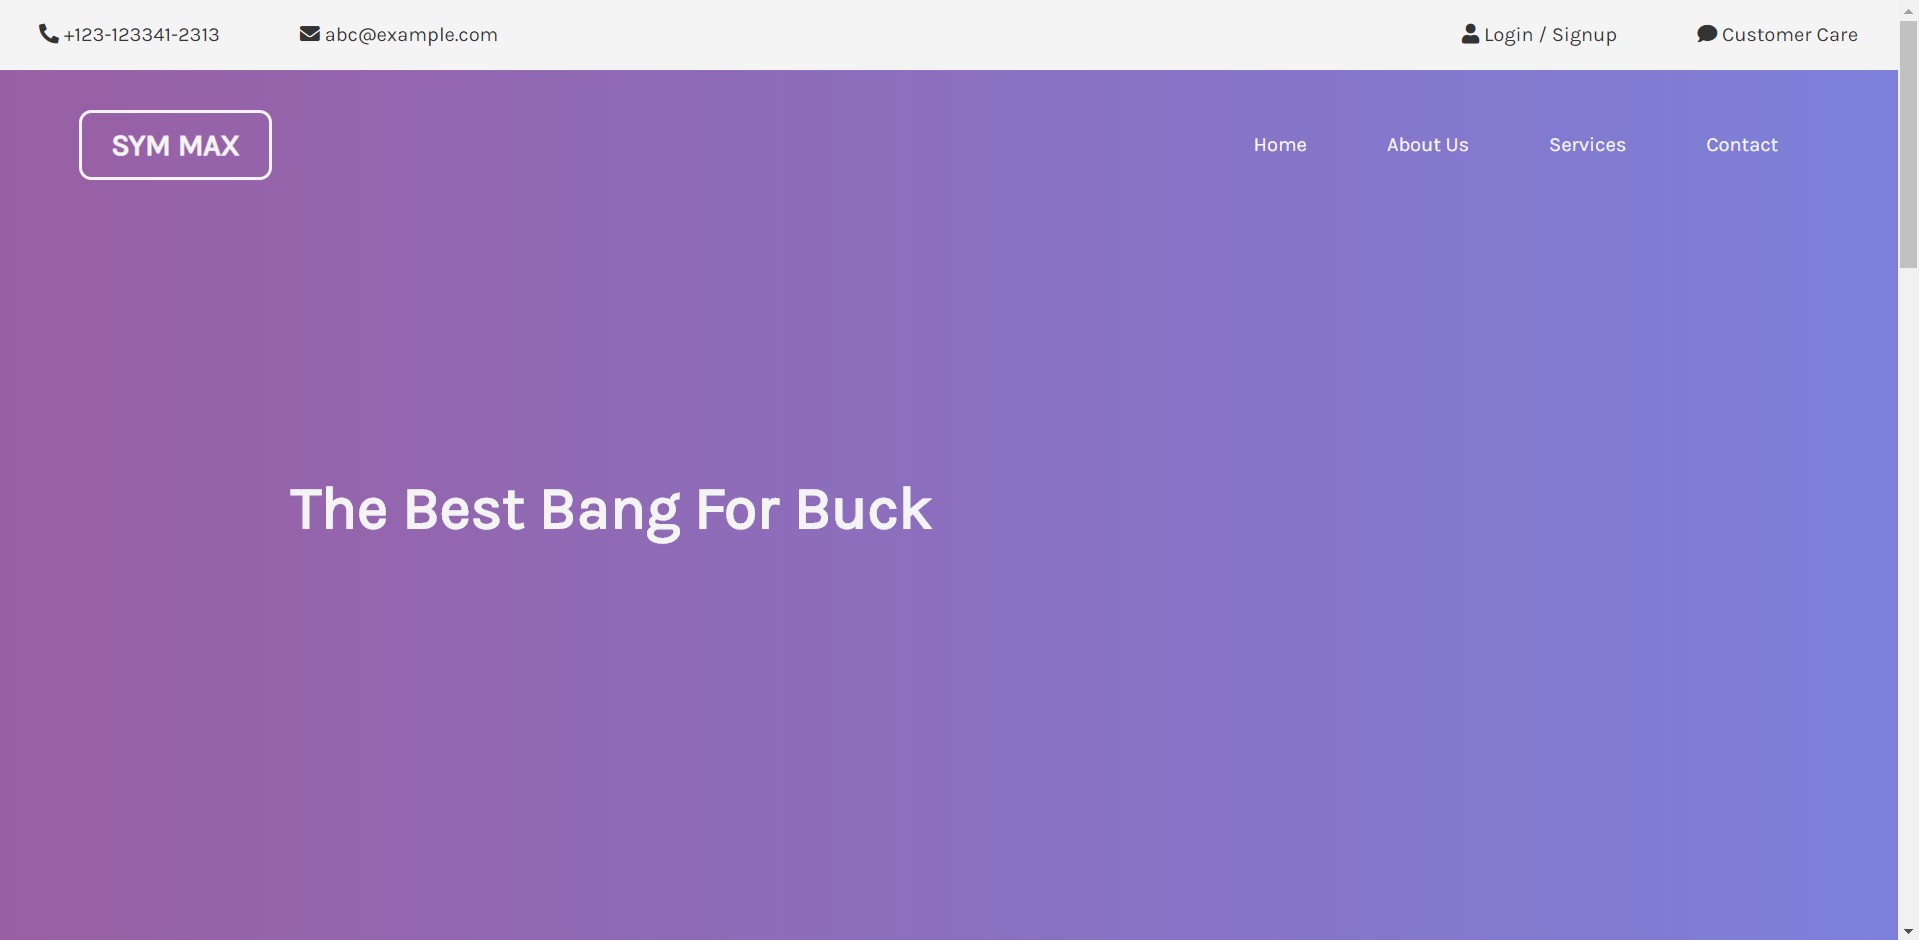 +123-123341-2313 abc@example.com Login / Signup Customer Care
SYM MAX Home About Us Services Contact
The Best Bang For Buck